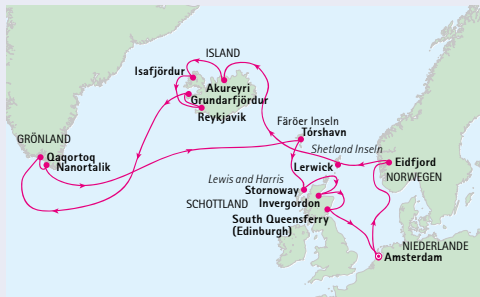 ISLAND
Isafjördur
Akureyri
Grundarfjördur
Reykjavik
GRÖNLAND
Qaqortoq
Nanortalik
Färöer Inseln
Tórshavn
Shetland Inseln
Lerwick
Eidfjord
NORWEGEN
Lewis and Harris
Stornoway
SCHOTTLAND
Invergordon
South Queensferry
(Edinburgh)
NIEDERLANDE
Amsterdam